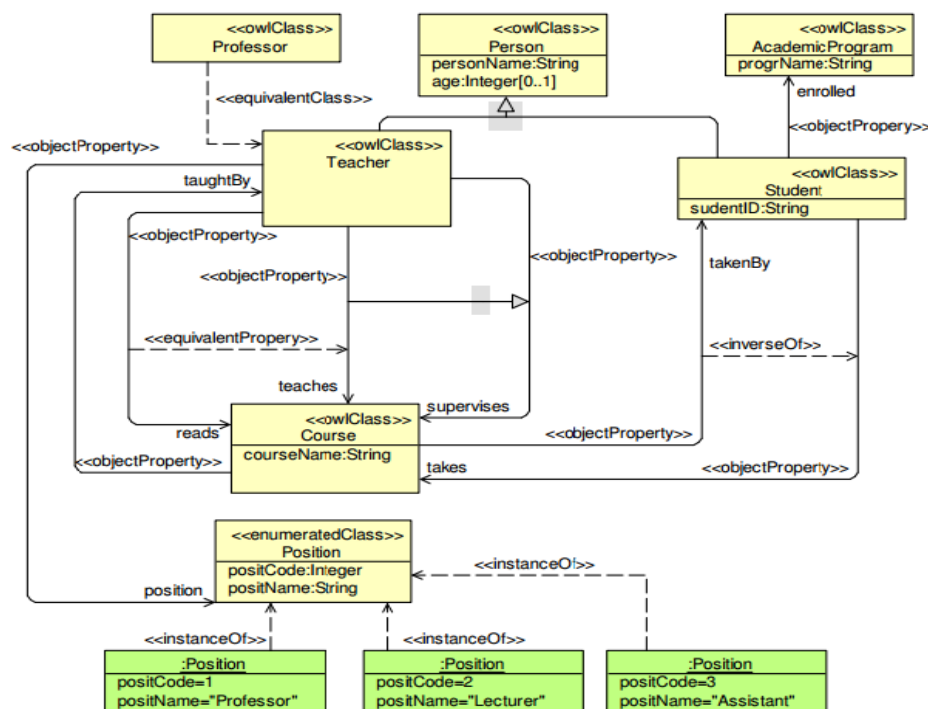 <<owlClass>>
Professor
<<owlClass>>
Person
personName:String
age:Integer[0..1]
<<owlClass>>
AcademicProgram
progrName:String
<<equivalentClass>>
enrolled
<<objectProperty>>
<<objectProperty>>
<<owlClass>>
Teacher
<<owlClass>>
Student
sudentID:String
taughtBy
<<objectProperty>>
<<objectProperty>>
<<objectProperty>>
takenBy
<<equivalentPropery>>
<<inverseOf>>
teaches
supervises
reads
<<owlClass>>
Course
courseName:String
<<objectProperty>>
<<objectProperty>>
takes
<<objectProperty>>
<<enumeratedClass>>
Position
positCode:Integer
positName:String
<<instanceOf>>
position
<<instanceOf>>
<<instanceOf>>
:Position
positCode=1
positName="Professor"
:Position
positCode=2
positName="Lecturer"
:Position
positCode=3
positName="Assistant"